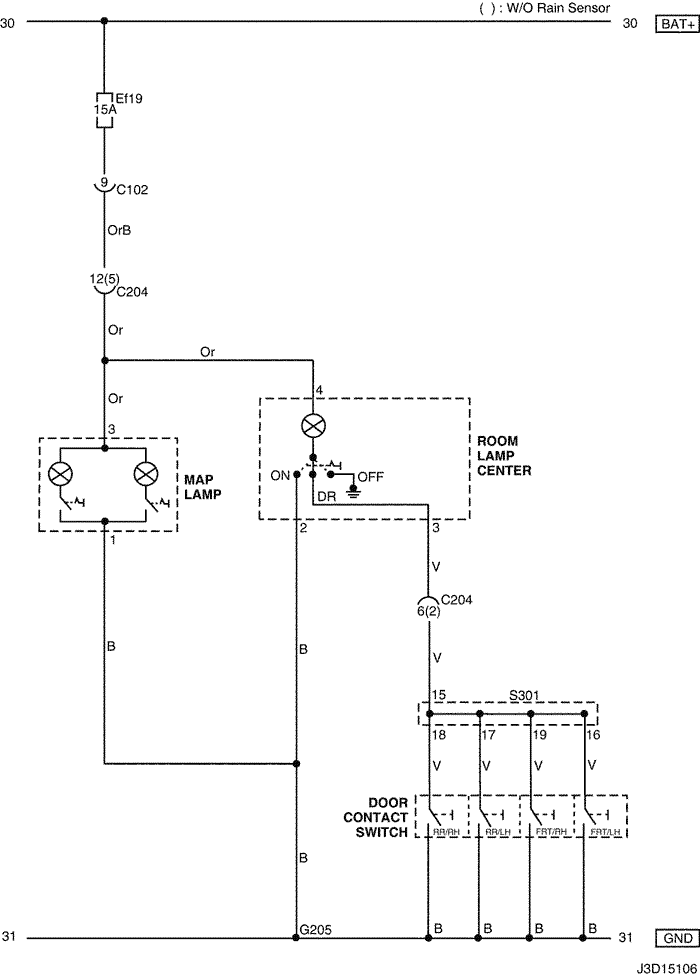 ( ) : W/O Rain Sensor
30
30
BAT+
Ef19
15A
9
C102
OrB
12(5)
C204
Or
Or
Or
4
3
ROOM
LAMP
CENTER
MAP
LAMP
ON
OFF
DR
1
2
3
V
C204
6(2)
B
B
V
15
S301
18
17
19
16
V
V
V
V
DOOR
CONTACT
SWITCH
RR/RH
RR/LH
FRT/RH
FRT/LH
B
31
G205
B
B
B
B
31
GND
J3D15106